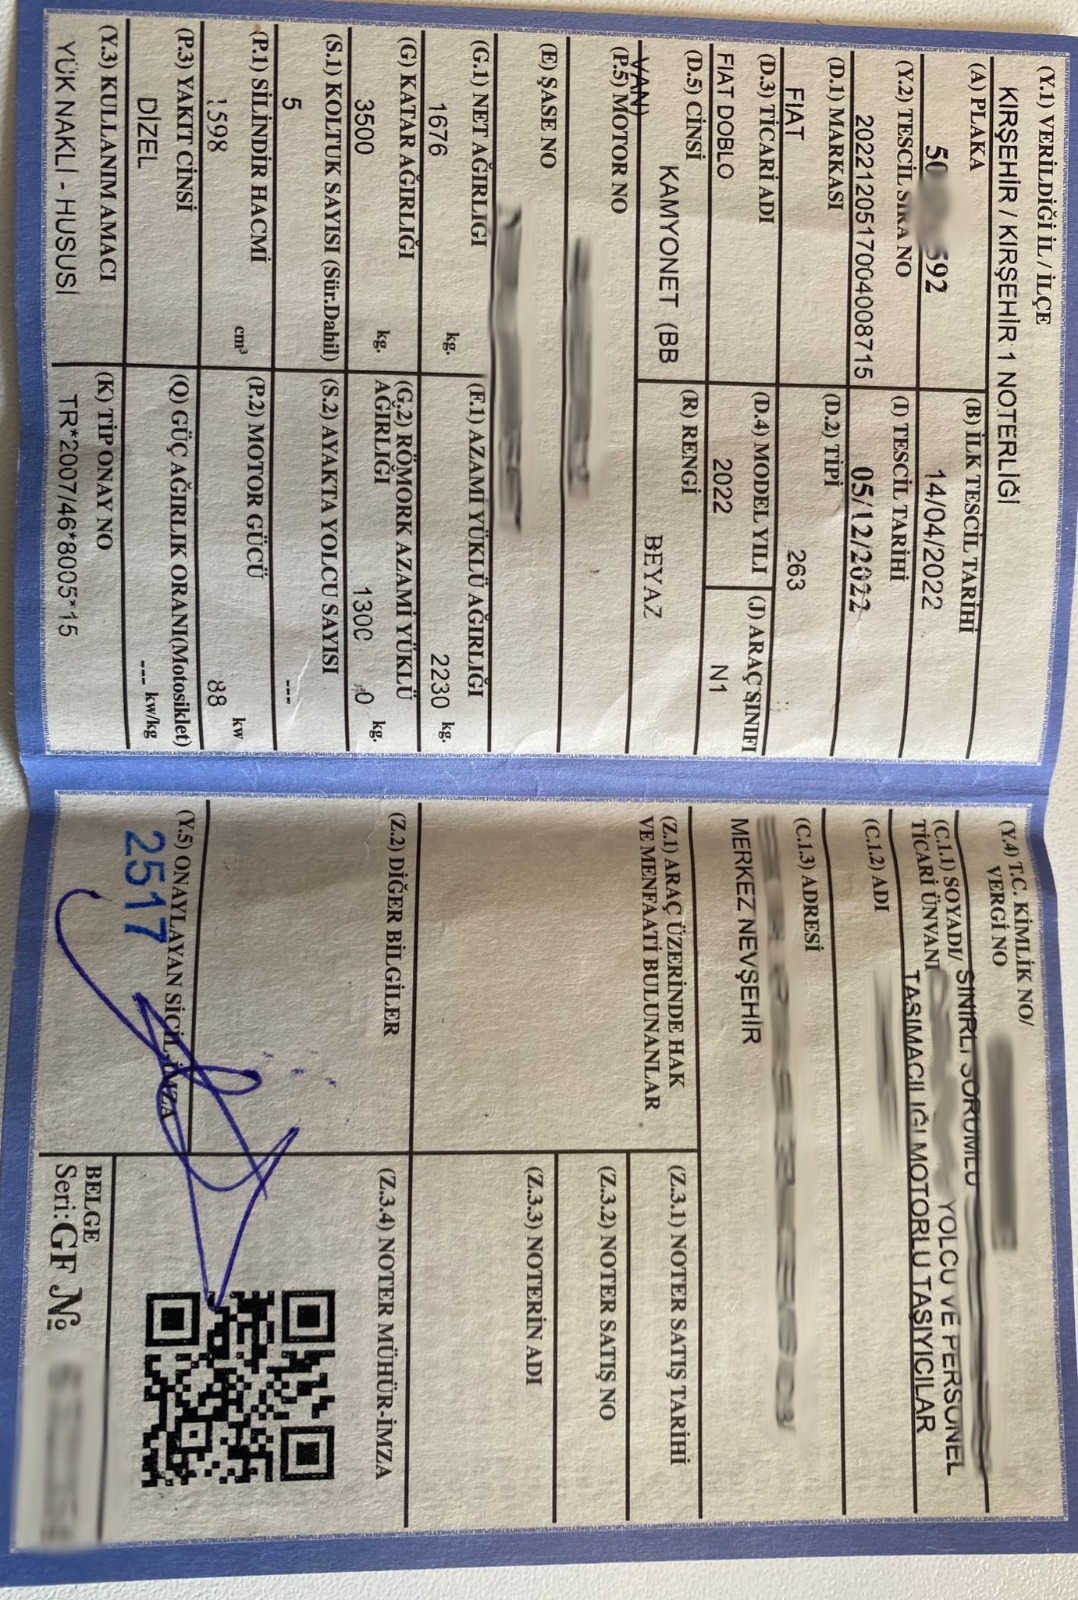 (Y.1) VERİLDİĞİ İL / İLÇE
KIRŞEHİR / KIRŞEHİR 1 NOTERLİĞİ
(A) PLAKA
50
592
(B) İLK TESCİL TARİHİ
14/04/2022
(Y.2) TESCİL SIRA NO
2022120517004008715
(I) TESCİL TARİHİ
05/12/2022
(D.1) MARKASI
FIAT
(D.2) TİPİ
263
(D.3) TİCARİ ADI
FIAT DOBLO
(D.4) MODEL YILI
2022
(J) ARAÇ SINIFI
N1
(D.5) CİNSİ
KAMYONET (BB
VAN)
(R) RENGİ
BEYAZ
(P.5) MOTOR NO
(E) ŞASE NO
(G.1) NET AĞIRLIĞI
1676 kg.
(F.1) AZAMİ YÜKLÜ AĞIRLIĞI
2230 kg.
(G) KATAR AĞIRLIĞI
3500 kg.
(G.2) RÖMORK AZAMİ YÜKLÜ
AĞIRLIĞI
1300 kg.
(S.1) KOLTUK SAYISI (Sür.Dahil)
5
(S.2) AYAKTA YOLCU SAYISI
---
(P.1) SİLİNDİR HACMİ
1598 cm³
(P.2) MOTOR GÜCÜ
88 kw
(P.3) YAKIT CİNSİ
DİZEL
(Q) GÜÇ AĞIRLIK ORANI(Motosiklet)
--- kw/kg
(Y.3) KULLANIM AMACI
YÜK NAKLİ - HUSUSİ
(K) TİP ONAY NO
TR*2007/46*8005*15
(Y.4) T.C. KİMLİK NO/
VERGİ NO
(C.1.1) SOYADI/
TİCARİ ÜNVANI
SINIRLI SORUMLU
YOLCU VE PERSONEL
TAŞIMACILIĞI MOTORLU TAŞIYICILAR
(C.1.2) ADI
(C.1.3) ADRESİ
MERKEZ NEVŞEHİR
(Z.1) ARAÇ ÜZERİNDE HAK
VE MENFAATİ BULUNANLAR
(Z.3.1) NOTER SATIŞ TARİHİ
(Z.3.2) NOTER SATIŞ NO
(Z.3.3) NOTERİN ADI
(Z.2) DİĞER BİLGİLER
(Z.3.4) NOTER MÜHÜR-İMZA
(Y.5) ONAYLAYAN SİCİL-İMZA
2517
BELGE
Seri: GF №